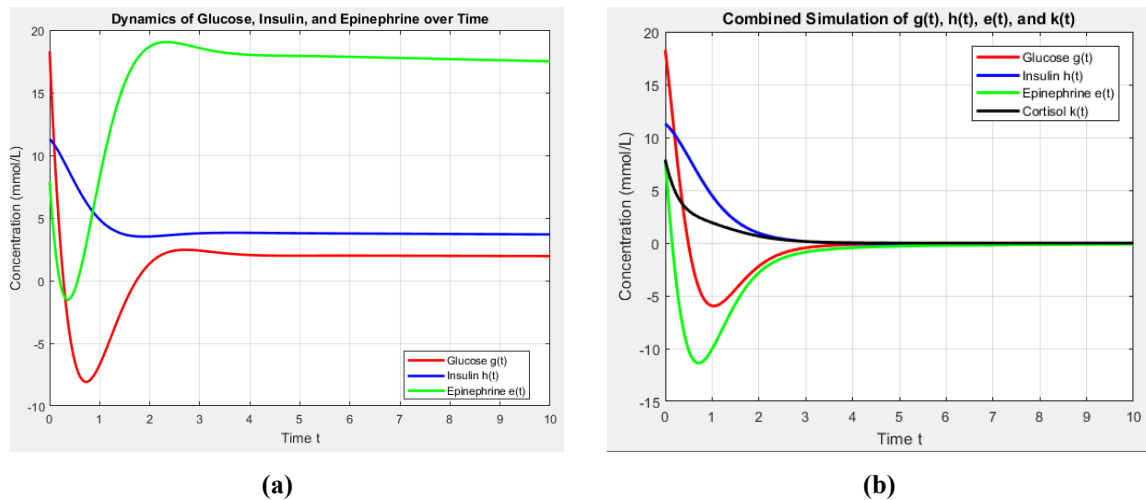 Dynamics of Glucose, Insulin, and Epinephrine over Time
Concentration (mmol/L)
20
15
10
5
0
-5
-10
0 1 2 3 4 5 6 7 8 9 10
Time t
Glucose g(t)
Insulin h(t)
Epinephrine e(t)
(a)
Combined Simulation of g(t), h(t), e(t), and k(t)
Concentration (mmol/L)
20
15
10
5
0
-5
-10
-15
0 1 2 3 4 5 6 7 8 9 10
Time t
Glucose g(t)
Insulin h(t)
Epinephrine e(t)
Cortisol k(t)
(b)